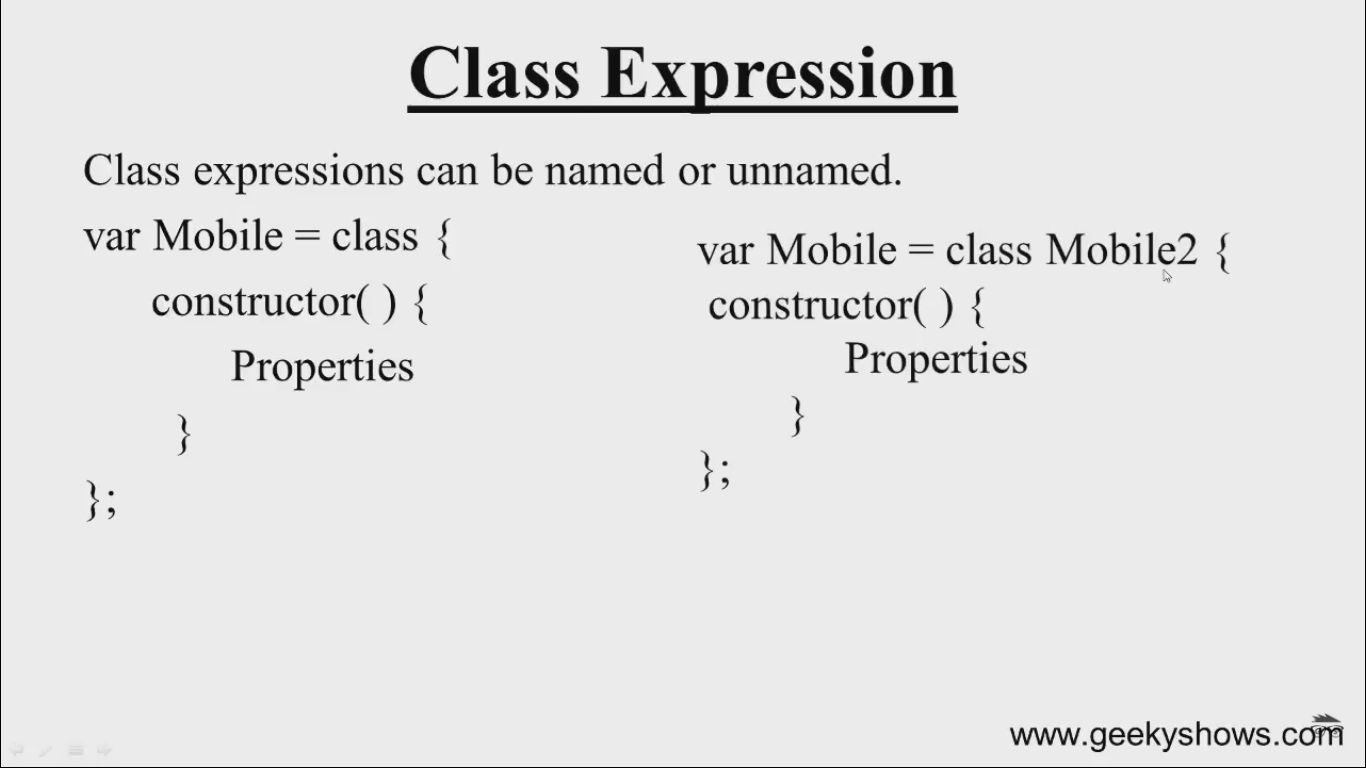 Class Expression
Class expressions can be named or unnamed.
var Mobile = class {
constructor( ) {
Properties
}
};
var Mobile = class Mobile2 {
constructor( ) {
Properties
}
};
www.geekyshows.com